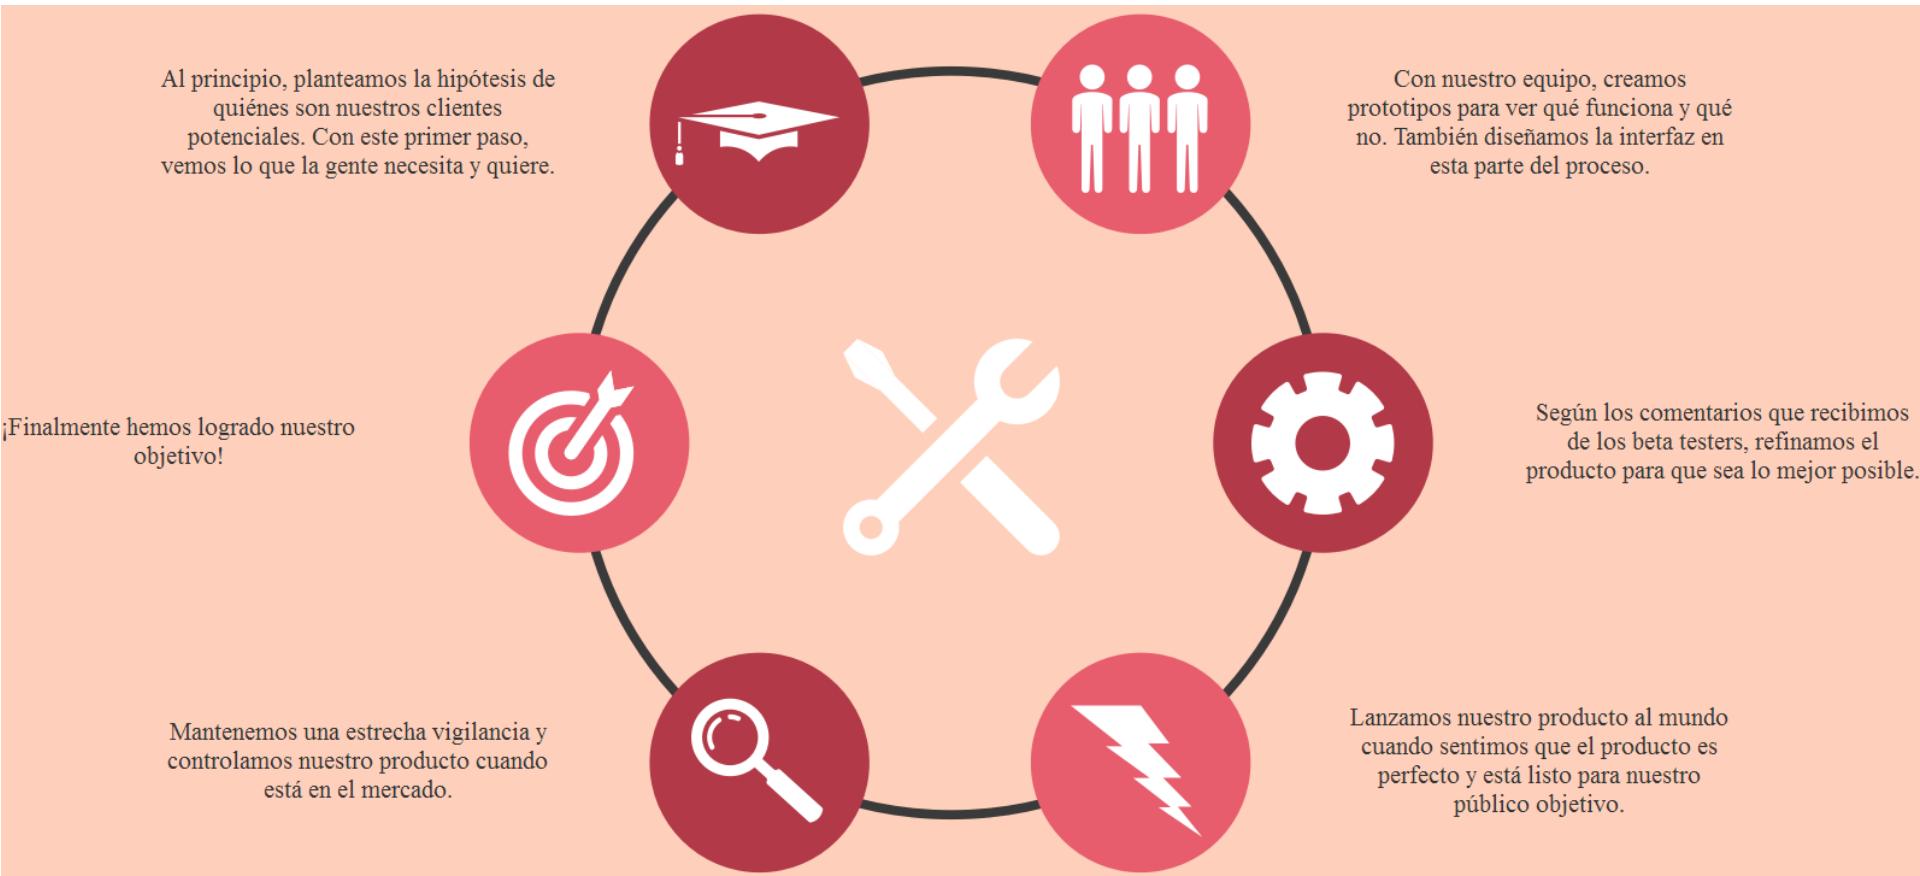 Al principio, planteamos la hipótesis de
quiénes son nuestros clientes
potenciales. Con este primer paso,
vemos lo que la gente necesita y quiere.
Con nuestro equipo, creamos
prototipos para ver qué funciona y qué
no. También diseñamos la interfaz en
esta parte del proceso.
Según los comentarios que recibimos
de los beta testers, refinamos el
producto para que sea lo mejor posible.
Lanzamos nuestro producto al mundo
cuando sentimos que el producto es
perfecto y está listo para nuestro
público objetivo.
Mantenemos una estrecha vigilancia y
controlamos nuestro producto cuando
está en el mercado.
¡Finalmente hemos logrado nuestro
objetivo!